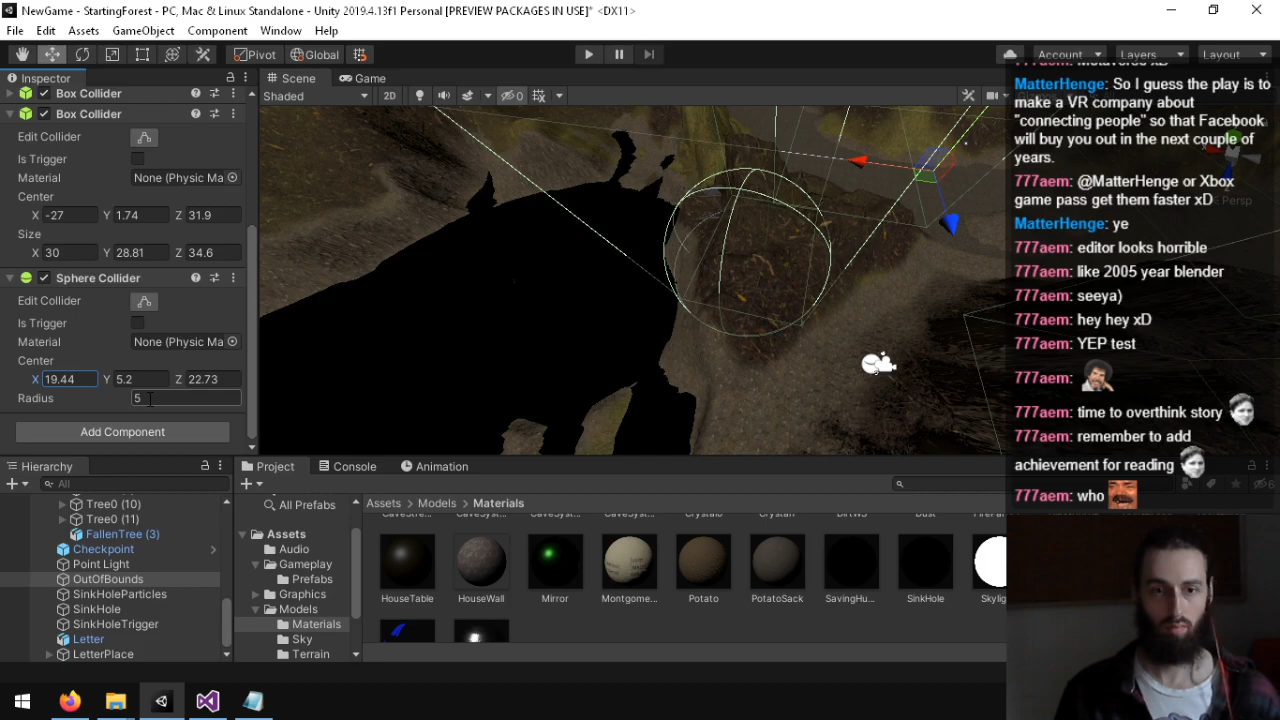 NewGame - StartingForest - PC, Mac & Linux Standalone - Unity 2019.4.13f1 Personal [PREVIEW PACKAGES IN USE]* <DX11>
File Edit Assets GameObject Component Window Help
Pivot Global
Account Layers Layout
Inspector
Scene Game
Shaded 2D 0
Box Collider
Box Collider
Edit Collider
Is Trigger
Material None (Physic Ma
Center
X -27 Y 1.74 Z 31.9
Size
X 30 Y 28.81 Z 34.6
Sphere Collider
Edit Collider
Is Trigger
Material None (Physic Ma
Center
X 19.44 Y 5.2 Z 22.73
Radius 5
Add Component
Hierarchy
All
Tree0 (10)
Tree0 (11)
FallenTree (3)
Checkpoint
Point Light
OutOfBounds
SinkHoleParticles
SinkHole
SinkHoleTrigger
Letter
LetterPlace
Project Console Animation
All Prefabs
Assets
Audio
Gameplay
Prefabs
Graphics
Models
Materials
Sky
Terrain
Assets > Models > Materials
HouseTable HouseWall Mirror Montgome... Potato PotatoSack SavingHu... SinkHole Skylig
777aem: Metaverse xD
MatterHenge: So I guess the play is to
make a VR company about
"connecting people" so that Facebook
will buy you out in the next couple of
years.
777aem: @MatterHenge or Xbox
game pass get them faster xD
MatterHenge: ye
777aem: editor looks horrible
777aem: like 2005 year blender
777aem: seeya)
777aem: hey hey xD
777aem: YEP test
777aem:
777aem: time to overthink story
777aem: remember to add
achievement for reading
777aem: who